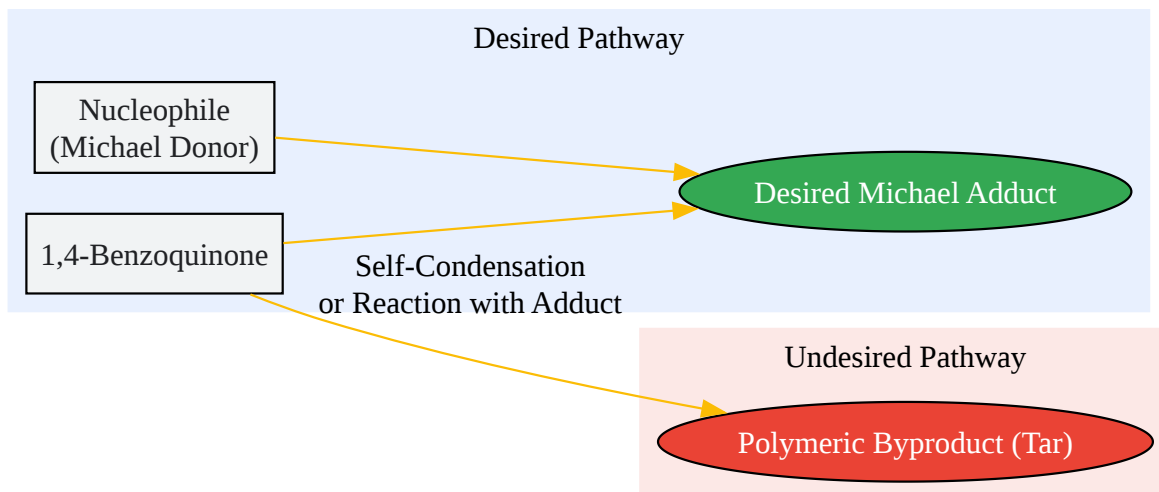 Desired Pathway
Nucleophile
(Michael Donor)
Desired Michael Adduct
1,4-Benzoquinone
Self-Condensation
or Reaction with Adduct
Undesired Pathway
Polymeric Byproduct (Tar)